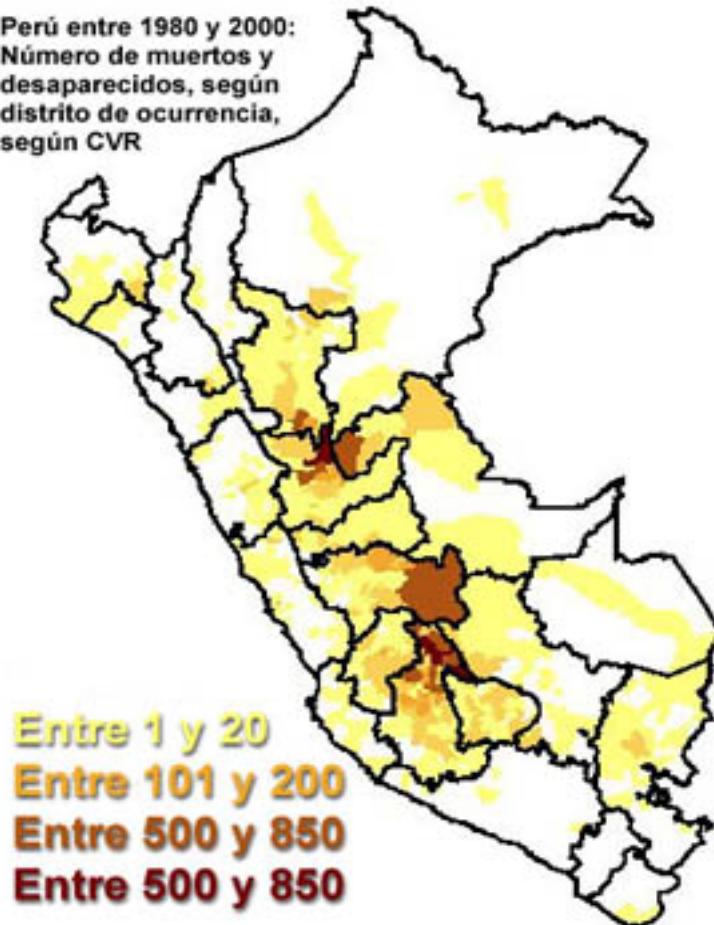 Perú entre 1980 y 2000:
Número de muertos y
desaparecidos, según
distrito de ocurrencia,
según CVR
Entre 1 y 20
Entre 101 y 200
Entre 500 y 850
Entre 500 y 850